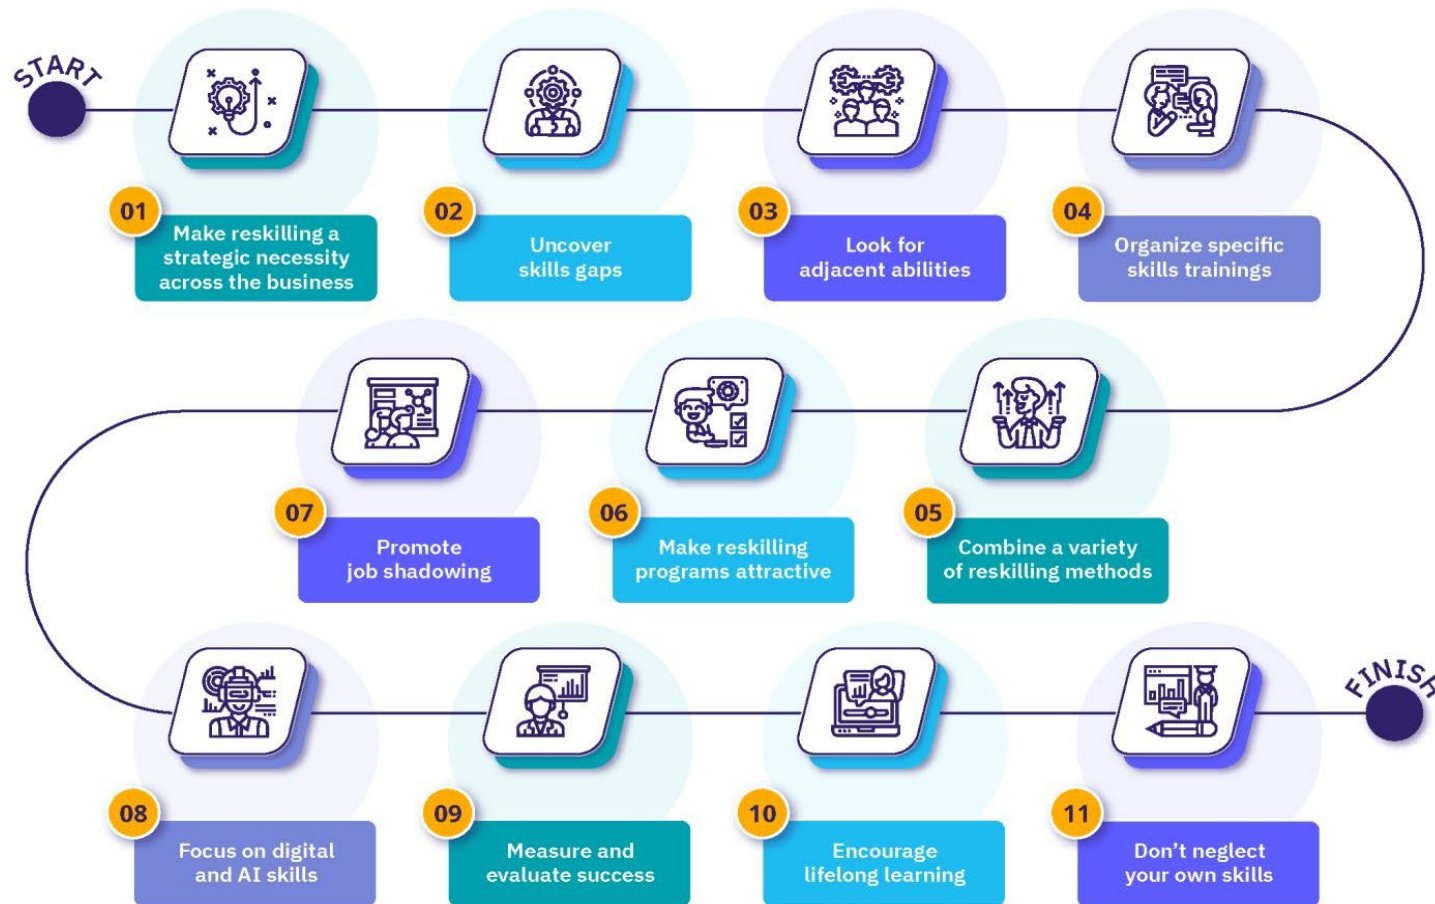 START
01
Make reskilling a
strategic necessity
across the business
02
Uncover
skills gaps
03
Look for
adjacent abilities
04
Organize specific
skills trainings
05
Combine a variety
of reskilling methods
06
Make reskilling
programs attractive
07
Promote
job shadowing
08
Focus on digital
and AI skills
09
Measure and
evaluate success
10
Encourage
lifelong learning
11
Don’t neglect
your own skills
FINISH